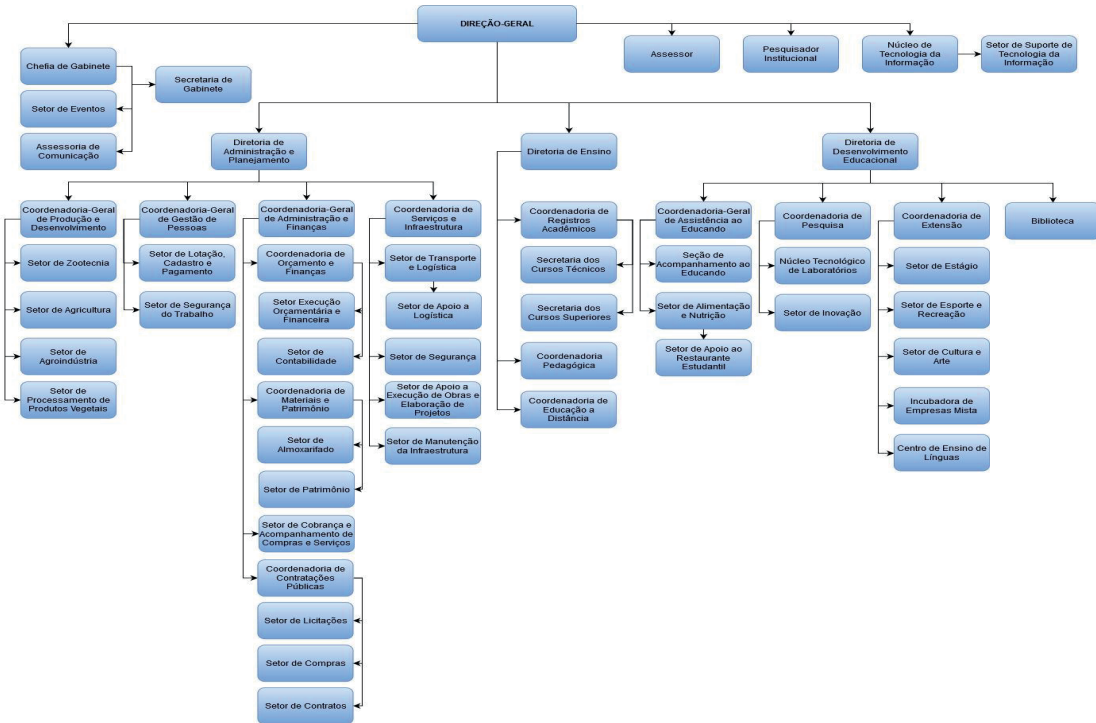 DIREÇÃO-GERAL
Chefia de Gabinete
Secretaria de
Gabinete
Setor de Eventos
Assessoria de
Comunicação
Assessor
Pesquisador
Institucional
Núcleo de
Tecnologia da
Informação
Setor de Suporte de
Tecnologia da
Informação
Diretoria de
Administração e
Planejamento
Diretoria de Ensino
Diretoria de
Desenvolvimento
Educacional
Coordenadoria-Geral
de Produção e
Desenvolvimento
Setor de Zootecnia
Setor de Agricultura
Setor de
Agroindústria
Setor de
Processamento de
Produtos Vegetais
Coordenadoria-Geral
de Gestão de
Pessoas
Setor de Lotação,
Cadastro e
Pagamento
Setor de Segurança
do Trabalho
Coordenadoria-Geral
de Administração e
Finanças
Coordenadoria de
Orçamento e
Finanças
Setor Execução
Orçamentária e
Financeira
Setor de
Contabilidade
Coordenadoria de
Materiais e
Patrimônio
Setor de
Almoxarifado
Setor de Patrimônio
Setor de Cobrança e
Acompanhamento de
Compras e Serviços
Coordenadoria de
Contratações
Públicas
Setor de Licitações
Setor de Compras
Setor de Contratos
Coordenadoria de
Serviços e
Infraestrutura
Setor de Transporte
e Logística
Setor de Apoio a
Logística
Setor de Segurança
Setor de Apoio a
Execução de Obras e
Elaboração de
Projetos
Setor de Manutenção
da Infraestrutura
Coordenadoria de
Registros
Acadêmicos
Secretaria dos
Cursos Técnicos
Secretaria dos
Cursos Superiores
Coordenadoria
Pedagógica
Coordenadoria de
Educação a
Distância
Coordenadoria-Geral
de Assistência ao
Educando
Seção de
Acompanhamento ao
Educando
Setor de Alimentação
e Nutrição
Setor de Apoio ao
Restaurante
Estudantil
Coordenadoria de
Pesquisa
Núcleo Tecnológico
de Laboratórios
Setor de Inovação
Coordenadoria de
Extensão
Setor de Estágio
Setor de Esporte e
Recreação
Setor de Cultura e
Arte
Incubadora de
Empresas Mista
Centro de Ensino de
Línguas
Biblioteca